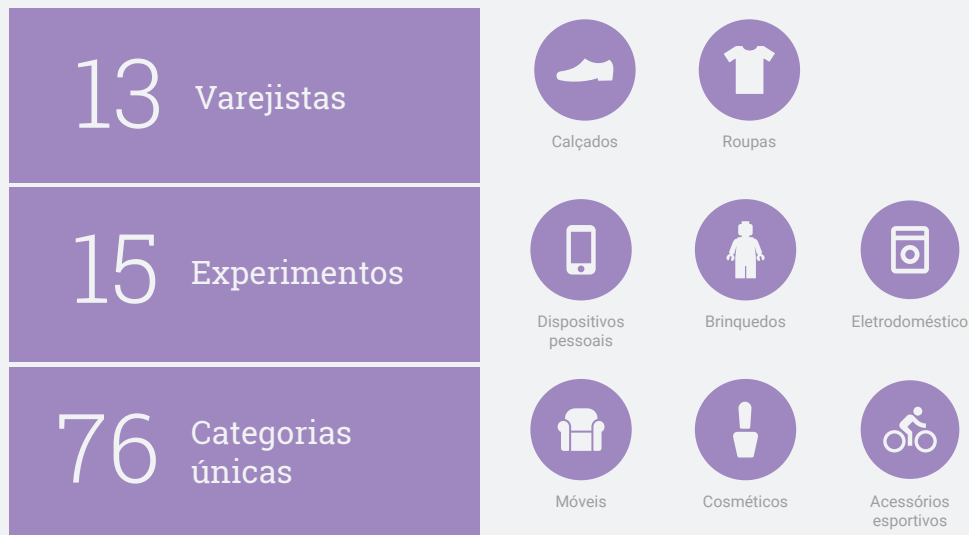 13 Varejistas
Calçados
Roupas
15 Experimentos
Dispositivos
pessoais
Brinquedos
Eletrodoméstico
76 Categorias
únicas
Móveis
Cosméticos
Acessórios
esportivos